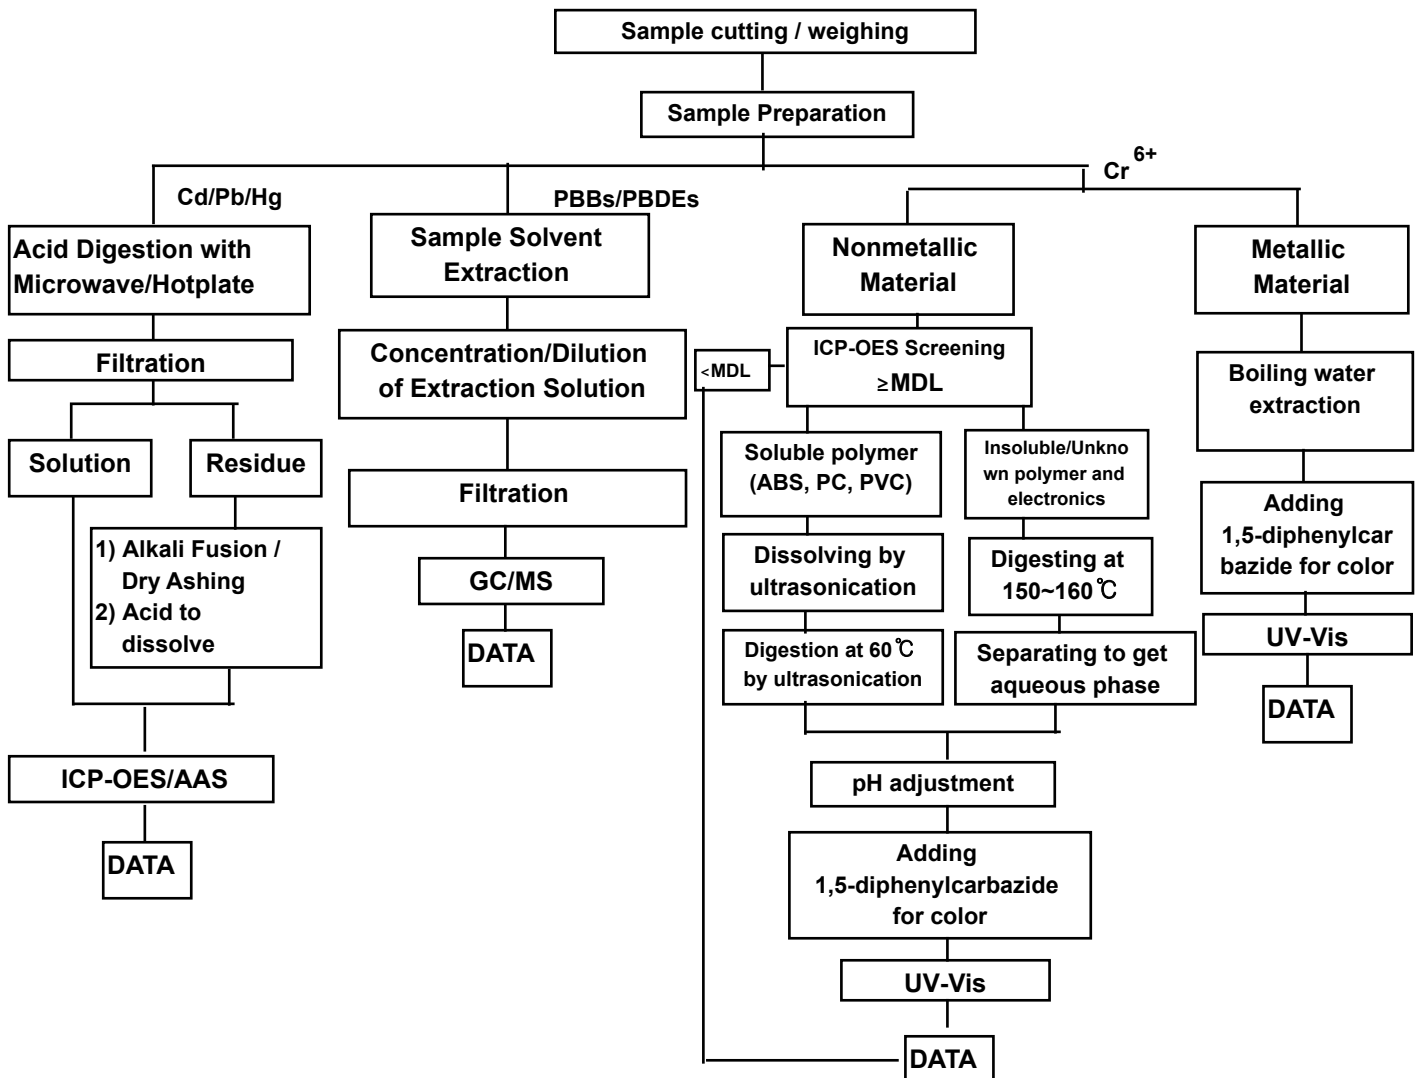 Sample cutting / weighing
Sample Preparation
Cd/Pb/Hg
Acid Digestion with
Microwave/Hotplate
Filtration
Solution
Residue
1) Alkali Fusion /
Dry Ashing
2) Acid to
dissolve
ICP-OES/AAS
DATA
PBBs/PBDEs
Sample Solvent
Extraction
Concentration/Dilution
of Extraction Solution
Filtration
GC/MS
DATA
Cr 6+
Nonmetallic
Material
ICP-OES Screening
≥MDL
<MDL
Soluble polymer
(ABS, PC, PVC)
Dissolving by
ultrasonication
Digestion at 60℃
by ultrasonication
Insoluble/Unkno
wn polymer and
electronics
Digesting at
150~160℃
Separating to get
aqueous phase
pH adjustment
Adding
1,5-diphenylcarbazide
for color
UV-Vis
DATA
Metallic
Material
Boiling water
extraction
Adding
1,5-diphenylcar
bazide for color
UV-Vis
DATA